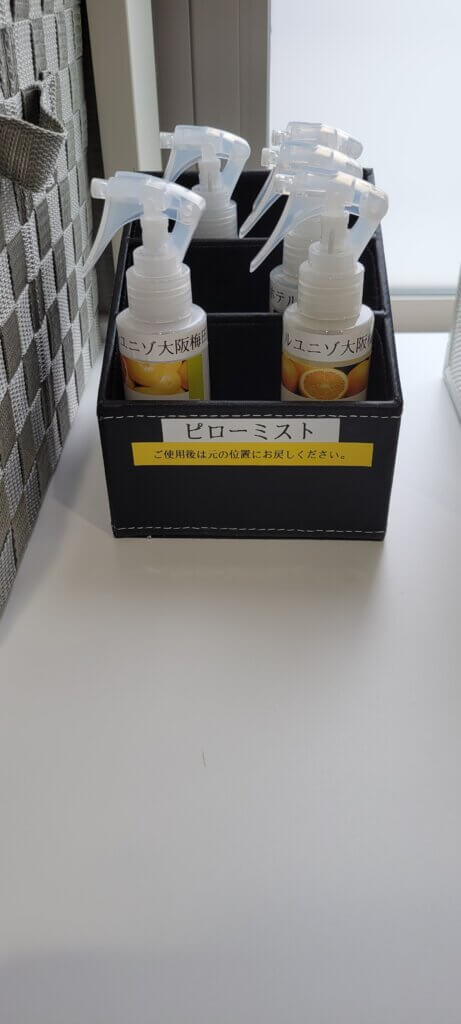 テル
ユニゾ大阪梅田
ルユニゾ大阪
ピローミスト
ご使用後は元の位置にお戻しください。